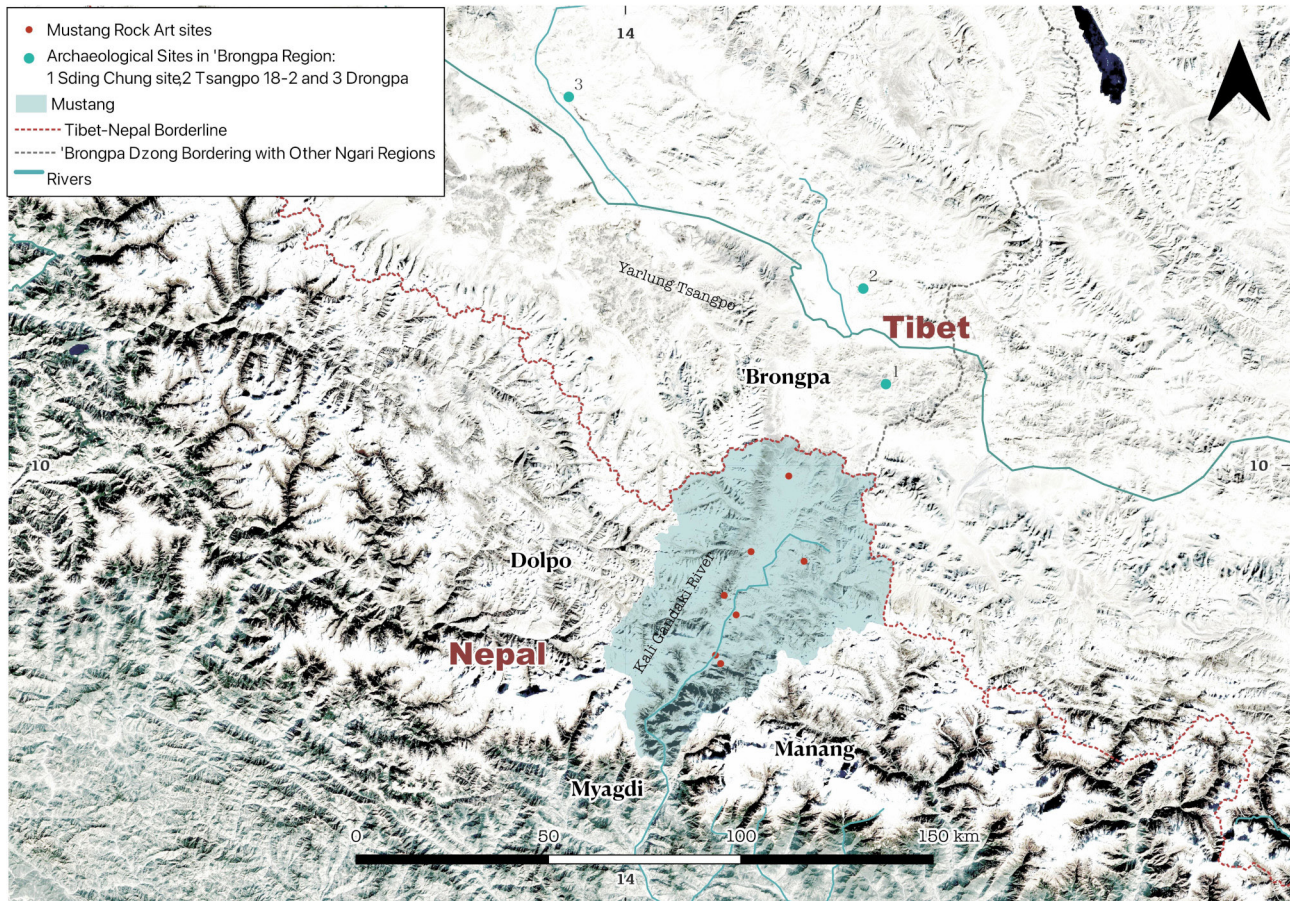 Mustang Rock Art sites
Archaeological Sites in 'Brongpa Region:
1 Sding Chung site,2 Tsangpo 18-2 and 3 Drongpa
Mustang
Tibet-Nepal Borderline
'Brongpa Dzong Bordering with Other Ngari Regions
Rivers
14
3
2
Yarlung Tsangpo
Tibet
1
'Brongpa
10
10
Dolpo
Kali Gandaki River
Nepal
Manang
Myagdi
0
50
100
150 km
14